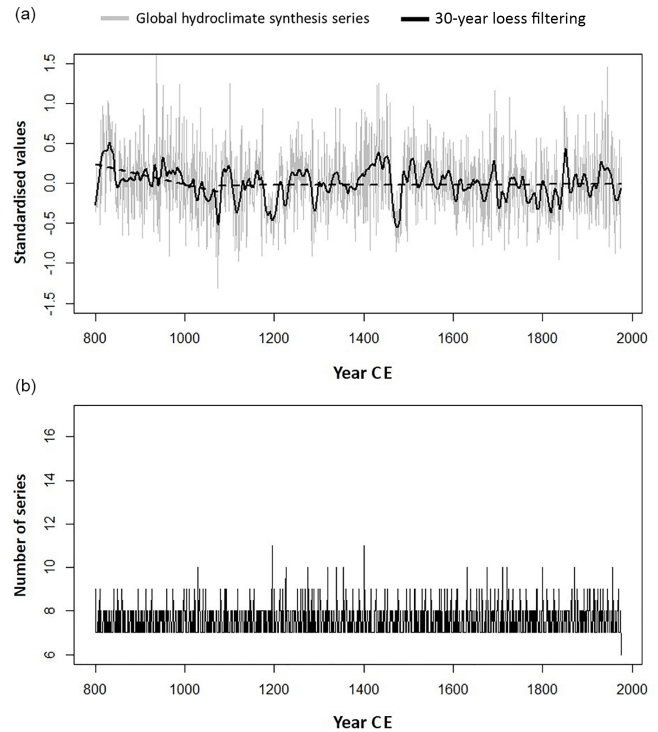 (a)
Global hydroclimate synthesis series
30-year loess filtering
Standardised values
1.5
1.0
0.5
0.0
-0.5
-1.0
-1.5
800 1000 1200 1400 1600 1800 2000
Year CE
(b)
Number of series
16
14
12
10
8
6
800 1000 1200 1400 1600 1800 2000
Year CE